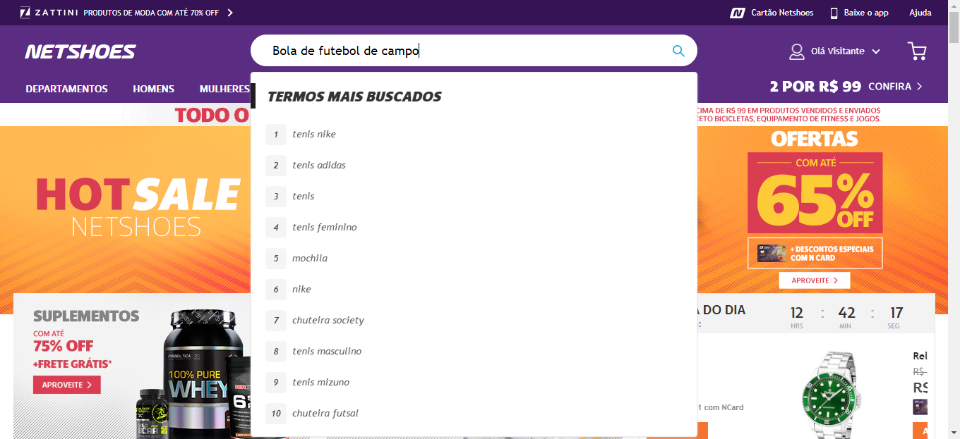 ZATTINI PRODUTOS DE MODA COM ATÉ 70% OFF
Cartão Netshoes
Baixe o app
Ajuda
NETSHOES
Bola de futebol de campo
Olá Visitante
DEPARTAMENTOS
HOMENS
MULHERES
2 POR R$ 99 CONFIRA
TERMOS MAIS BUSCADOS
1 tenis nike
2 tenis adidas
3 tenis
4 tenis feminino
5 mochila
6 nike
7 chuteira society
8 tenis masculino
9 tenis mizuno
10 chuteira futsal
TODO O
CIMA DE R$ 99 EM PRODUTOS VENDIDOS E ENVIADOS
CETO BICICLETAS, EQUIPAMENTO DE FITNESS E JOGOS.
HOT SALE
NETSHOES
OFERTAS
COM ATÉ
65% OFF
+ DESCONTOS ESPECIAIS
COM N CARD
APROVEITE
SUPLEMENTOS
COM ATÉ
75% OFF
+FRETE GRÁTIS*
APROVEITE
100% PURE
WHEY
A DO DIA
:
12 : 42 : 17
HRS MIN SEG
Rel
R$
R$
1 com NCard
A